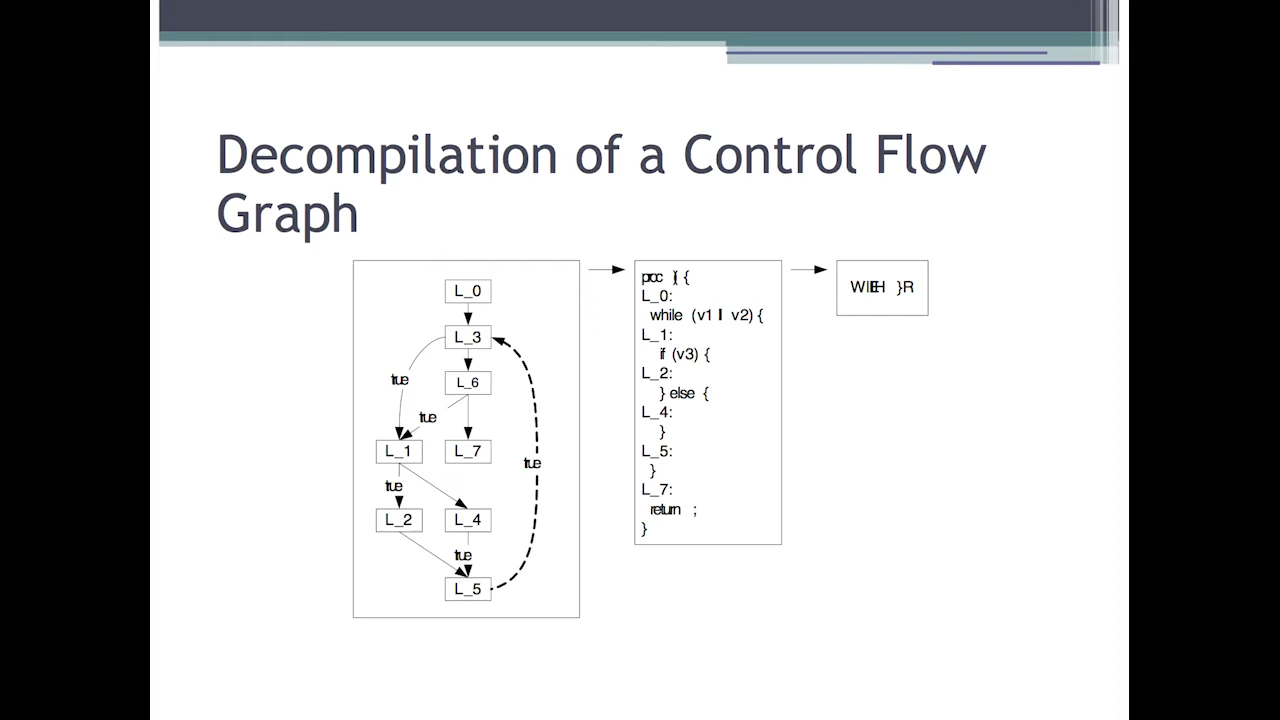 Decompilation of a Control Flow
Graph
L_0
L_3
true
L_6
true
L_1
L_7
true
true
L_2
L_4
true
L_5
proc (){
L_0:
while (v1 || v2) {
L_1:
if (v3) {
L_2:
} else {
L_4:
}
L_5:
}
L_7:
return ;
}